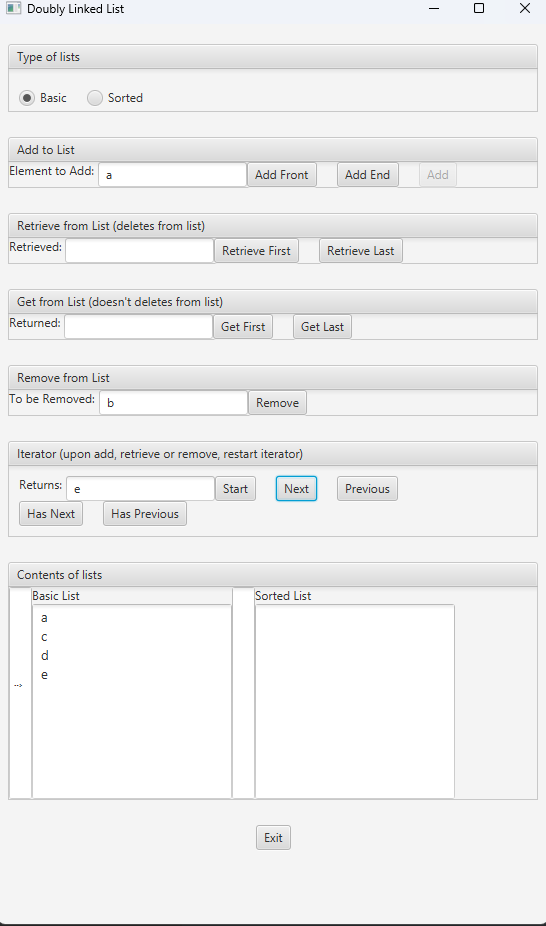 Doubly Linked List
Type of lists
Basic Sorted
Add to List
Element to Add: a Add Front Add End Add
Retrieve from List (deletes from list)
Retrieved: Retrieve First Retrieve Last
Get from List (doesn't deletes from list)
Returned: Get First Get Last
Remove from List
To be Removed: b Remove
Iterator (upon add, retrieve or remove, restart iterator)
Returns: e Start Next Previous
Has Next Has Previous
Contents of lists
Basic List Sorted List
a
c
d
e
-->
Exit